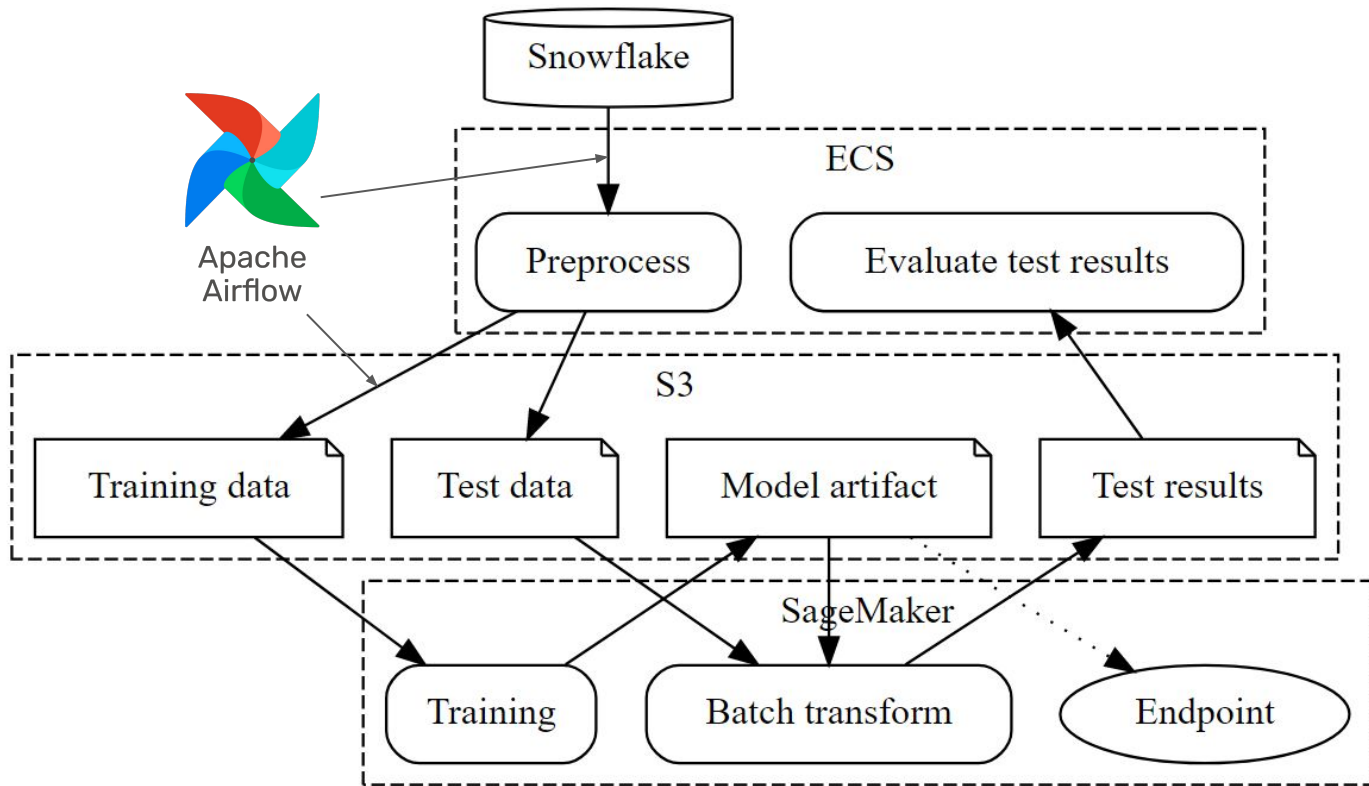 Snowflake
ECS
Apache
Airflow
Preprocess
Evaluate test results
S3
Training data
Test data
Model artifact
Test results
SageMaker
Training
Batch transform
Endpoint